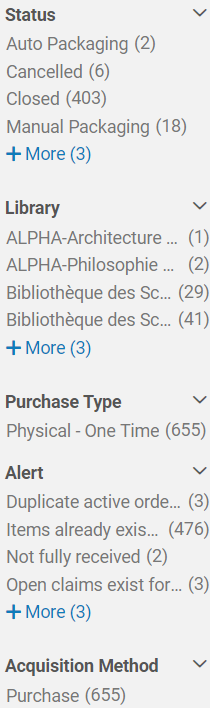 Status
Auto Packaging (2)
Cancelled (6)
Closed (403)
Manual Packaging (18)
+ More (3)
Library
ALPHA-Architecture ... (1)
ALPHA-Philosophie ... (2)
Bibliothèque des Sc... (29)
Bibliothèque des Sc... (41)
+ More (3)
Purchase Type
Physical - One Time (655)
Alert
Duplicate active orde... (3)
Items already exis... (476)
Not fully received (2)
Open claims exist for... (3)
+ More (3)
Acquisition Method
Purchase (655)